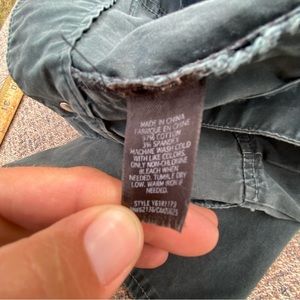 MADE IN CHINA
FABRIQUE EN CHINE
97% COTTON
3% SPANDEX
MACHINE WASH COLD
WITH LIKE COLORS.
ONLY NON-CHLORINE
BLEACH WHEN
NEEDED. TUMBLE DRY
LOW. WARM IRON IF
NEEDED.
STYLE